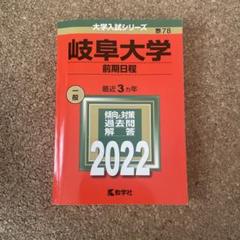 大学入試シリーズ
78
岐阜大学
前期日程
一般
最近3カ年
傾向と対策
過去問
解答
2022
教学社